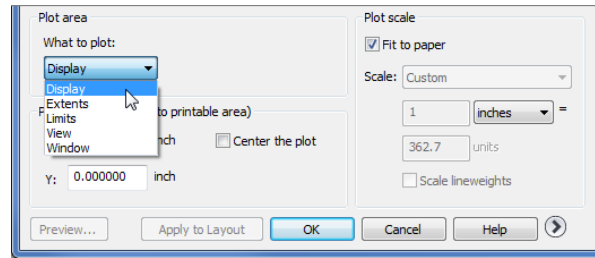 Plot area
What to plot:
Display
Display
Extents
Limits
View
Window
to printable area)
Center the plot
Y: 0.000000 inch
Plot scale
Fit to paper
Scale: Custom
1 inches =
362.7 units
Scale lineweights
Preview... Apply to Layout OK Cancel Help